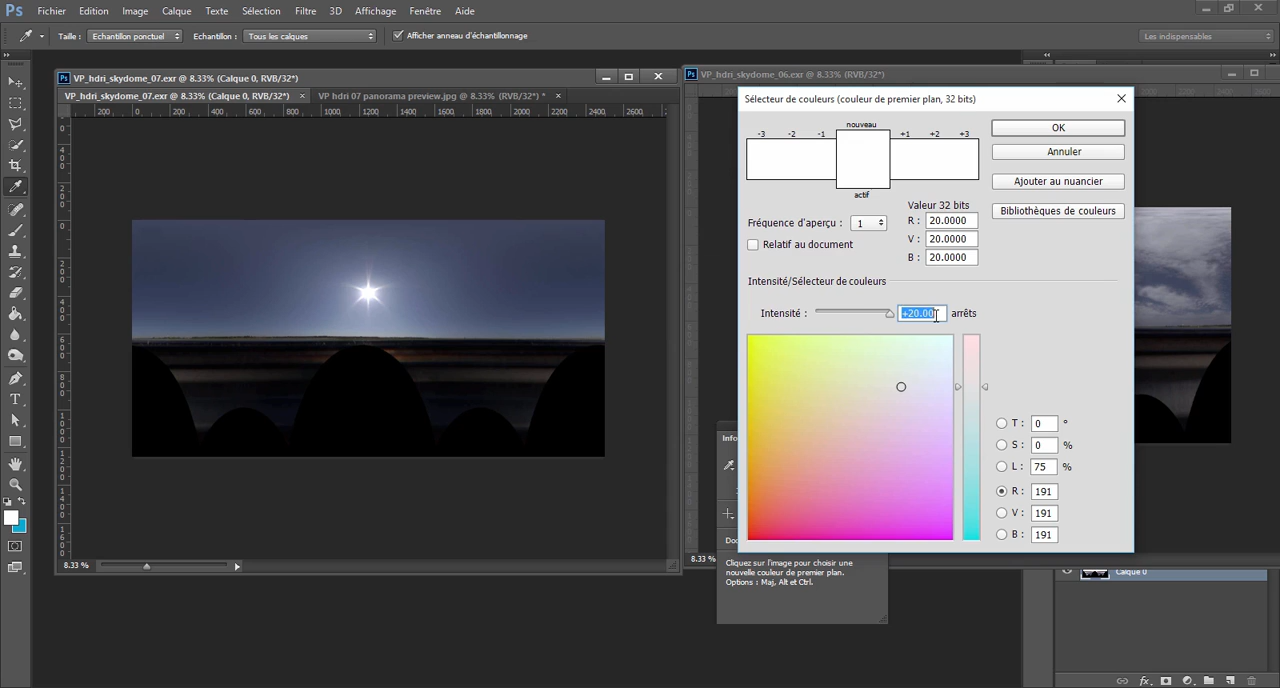 Ps Fichier Edition Image Calque Texte Sélection Filtre 3D Affichage Fenêtre Aide
Taille : Echantillon ponctuel Echantillon : Tous les calques Afficher anneau d'échantillonnage Les indispensables
VP_hdri_skydome_07.exr @ 8.33% (Calque 0, RVB/32*)
VP_hdri_skydome_06.exr @ 8.33% (RVB/32*)
VP_hdri_skydome_07.exr @ 8.33% (Calque 0, RVB/32*) × VP hdri 07 panorama preview.jpg @ 8.33% (RVB/32) * ×
200 0 200 400 600 800 1000 1200 1400 1600 1800 2000 2200 2400 2600
Sélecteur de couleurs (couleur de premier plan, 32 bits)
nouveau
-3 -2 -1 +1 +2 +3
actif
OK
Annuler
Ajouter au nuancier
Bibliothèques de couleurs
Valeur 32 bits
Fréquence d'aperçu : 1
R : 20.0000
Relatif au document
V : 20.0000
B : 20.0000
Intensité/Sélecteur de couleurs
Intensité : +20.00 arrêts
T : 0 °
S : 0 %
L : 75 %
R : 191
V : 191
B : 191
Info
Doc
8.33 %
8.33 %
Cliquez sur l'image pour choisir une
nouvelle couleur de premier plan.
Options : Maj, Alt et Ctrl.
Calque 0
fx